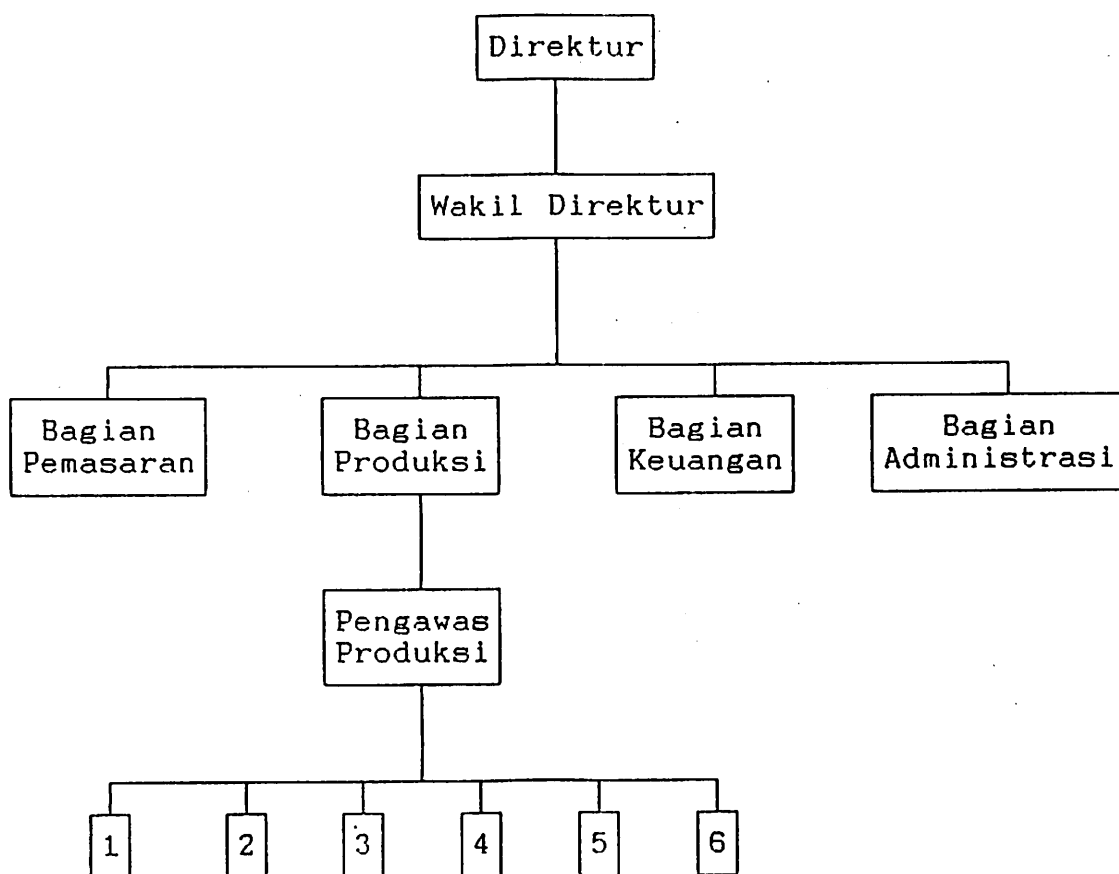 Direktur
Wakil Direktur
Bagian
Pemasaran
Bagian
Produksi
Bagian
Keuangan
Bagian
Administrasi
Pengawas
Produksi
1
2
3
4
5
6